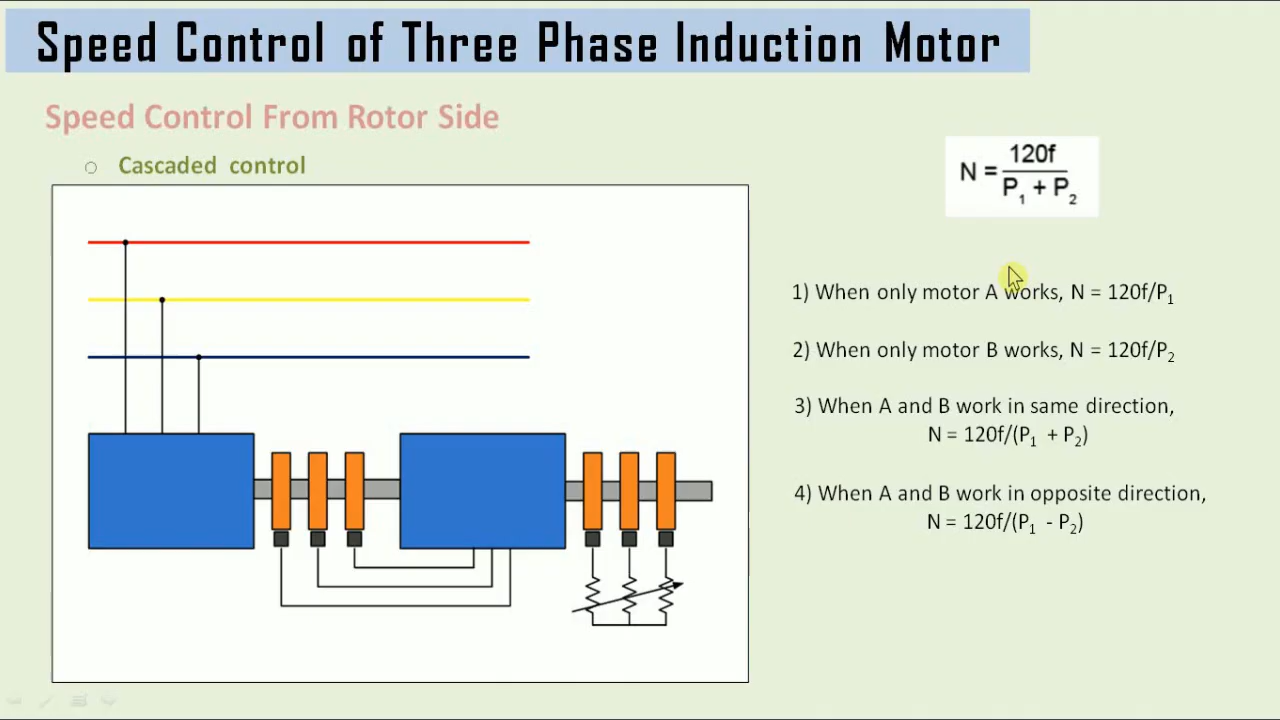 Speed Control of Three Phase Induction Motor
Speed Control From Rotor Side
○ Cascaded control
N = 120f / (P₁ + P₂)
1) When only motor A works, N = 120f/P₁
2) When only motor B works, N = 120f/P₂
3) When A and B work in same direction,
N = 120f/(P₁ + P₂)
4) When A and B work in opposite direction,
N = 120f/(P₁ - P₂)